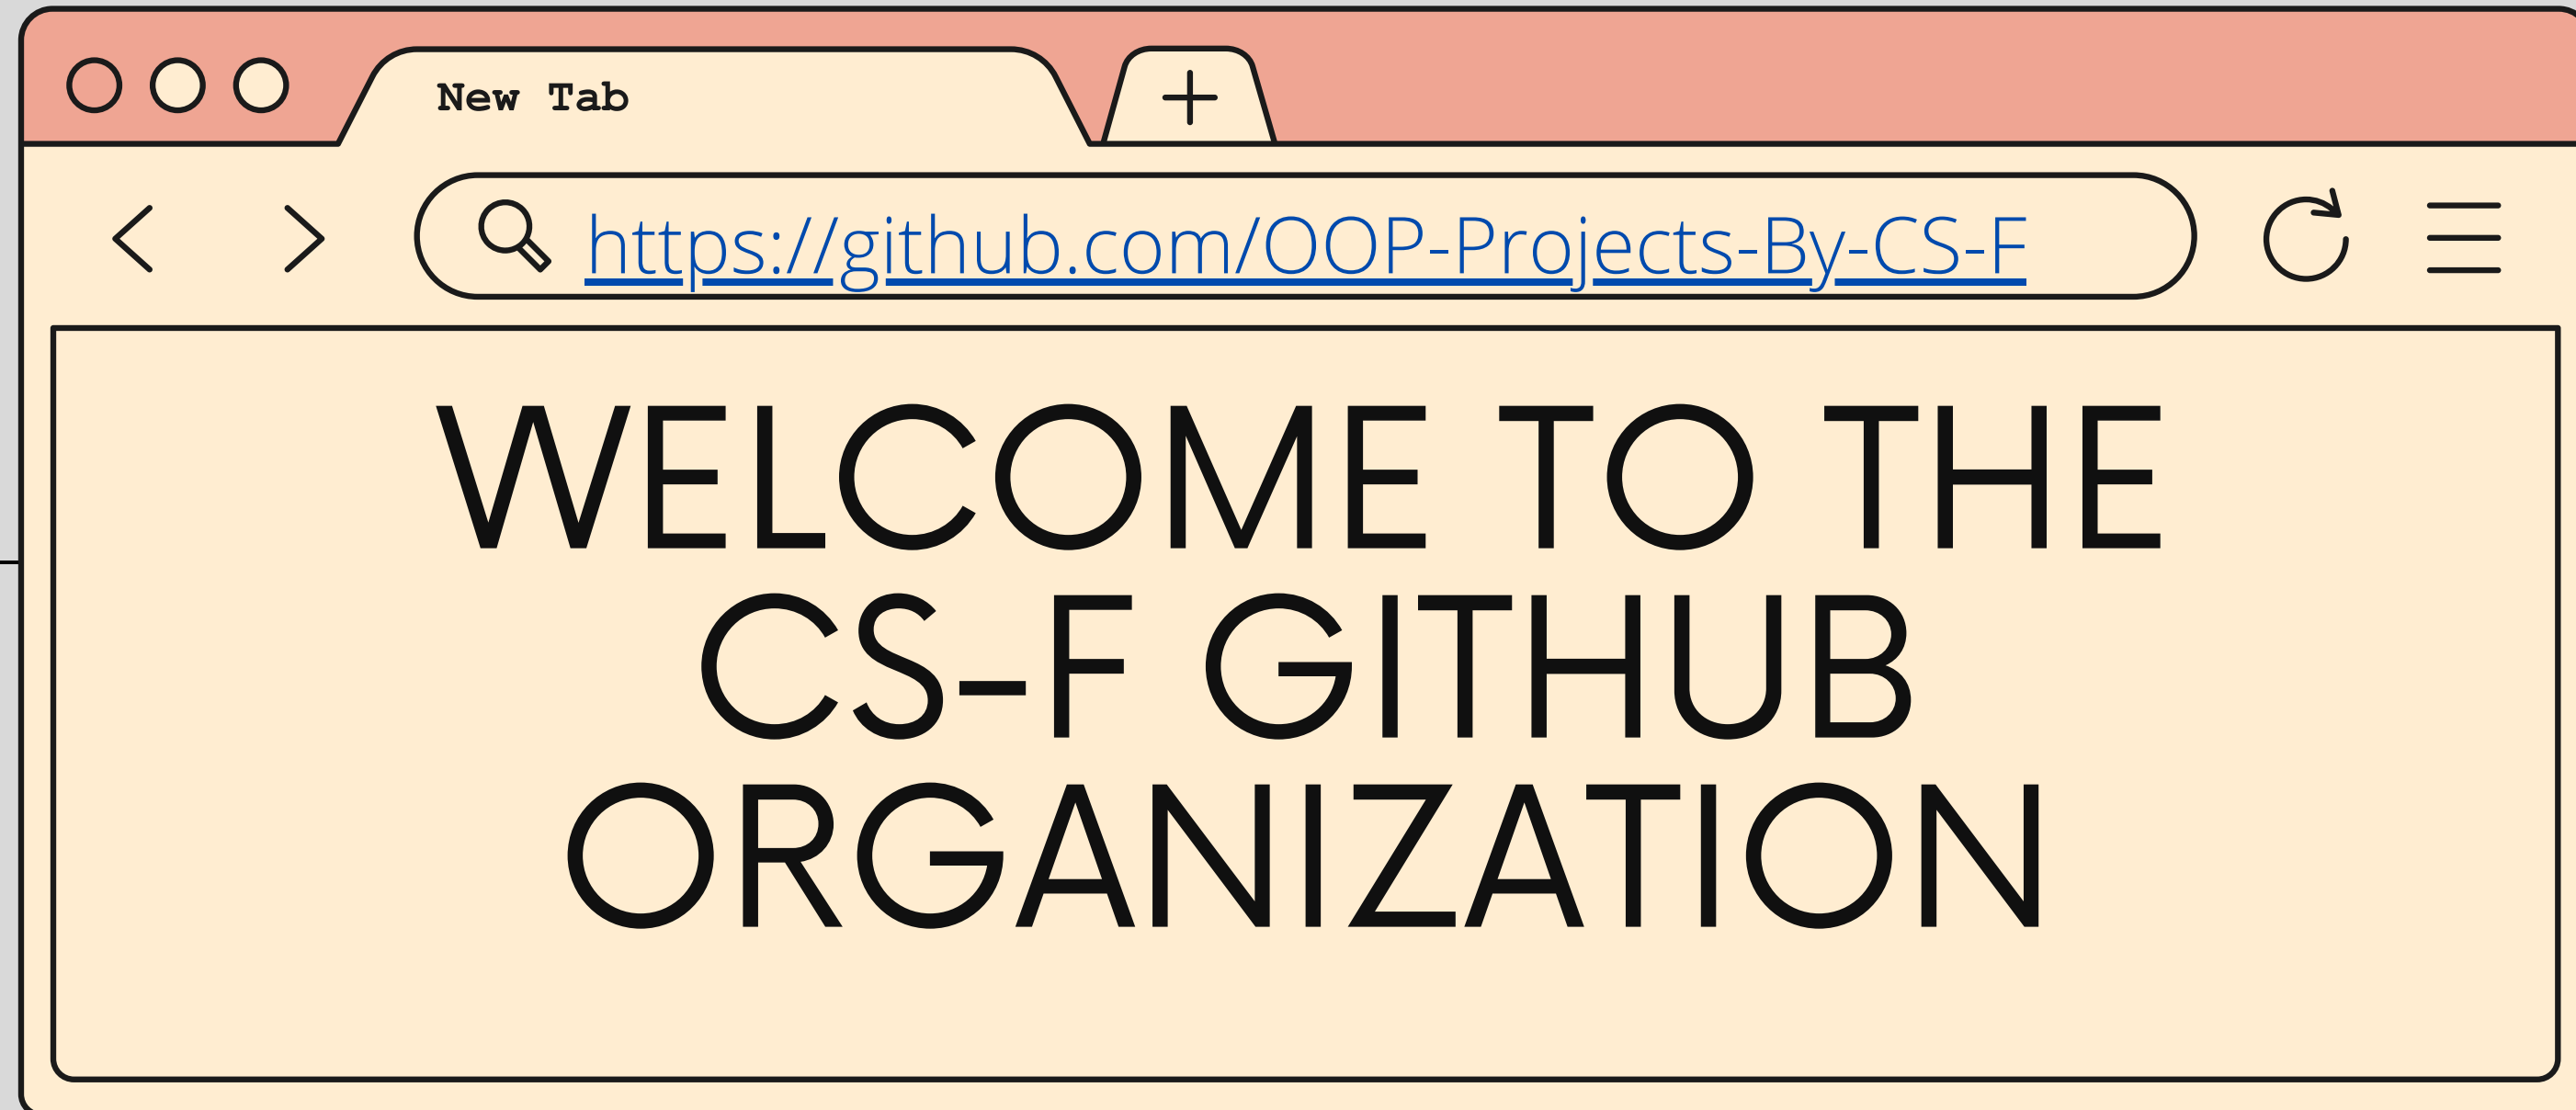 New Tab
https://github.com/OOP-Projects-By-CS-F
WELCOME TO THE
CS-F GITHUB
ORGANIZATION